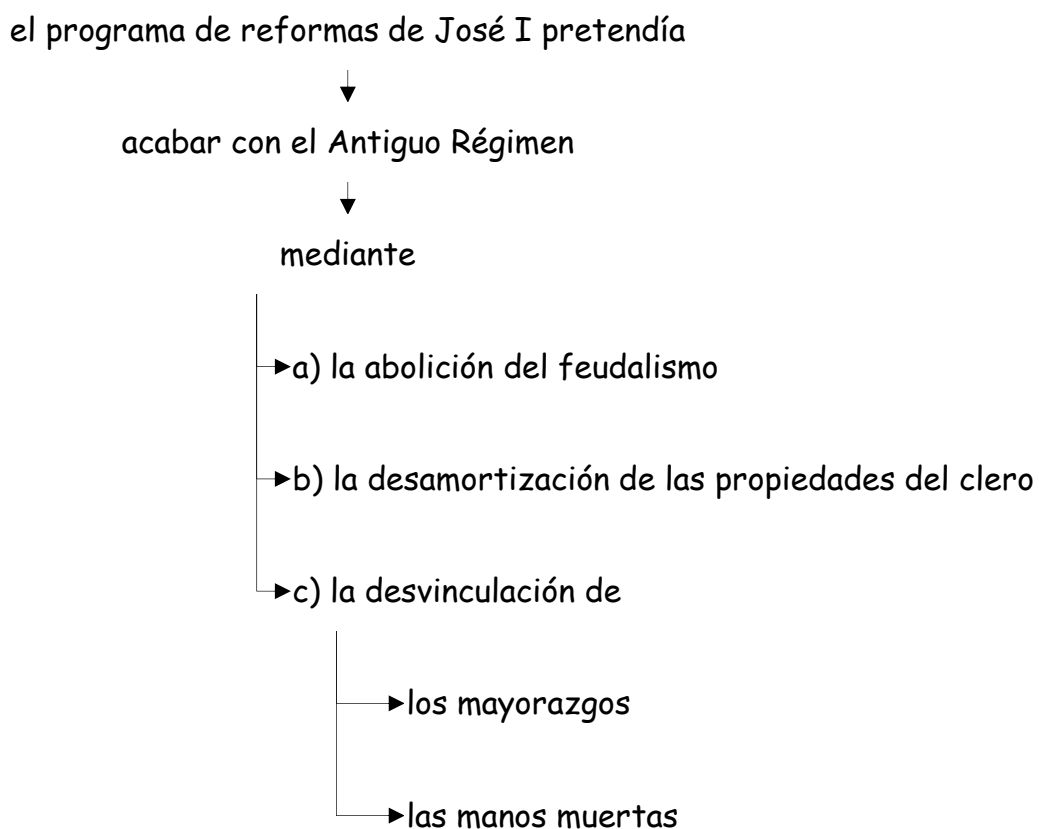 el programa de reformas de José I pretendía
acabar con el Antiguo Régimen
mediante
a) la abolición del feudalismo
b) la desamortización de las propiedades del clero
c) la desvinculación de
los mayorazgos
las manos muertas